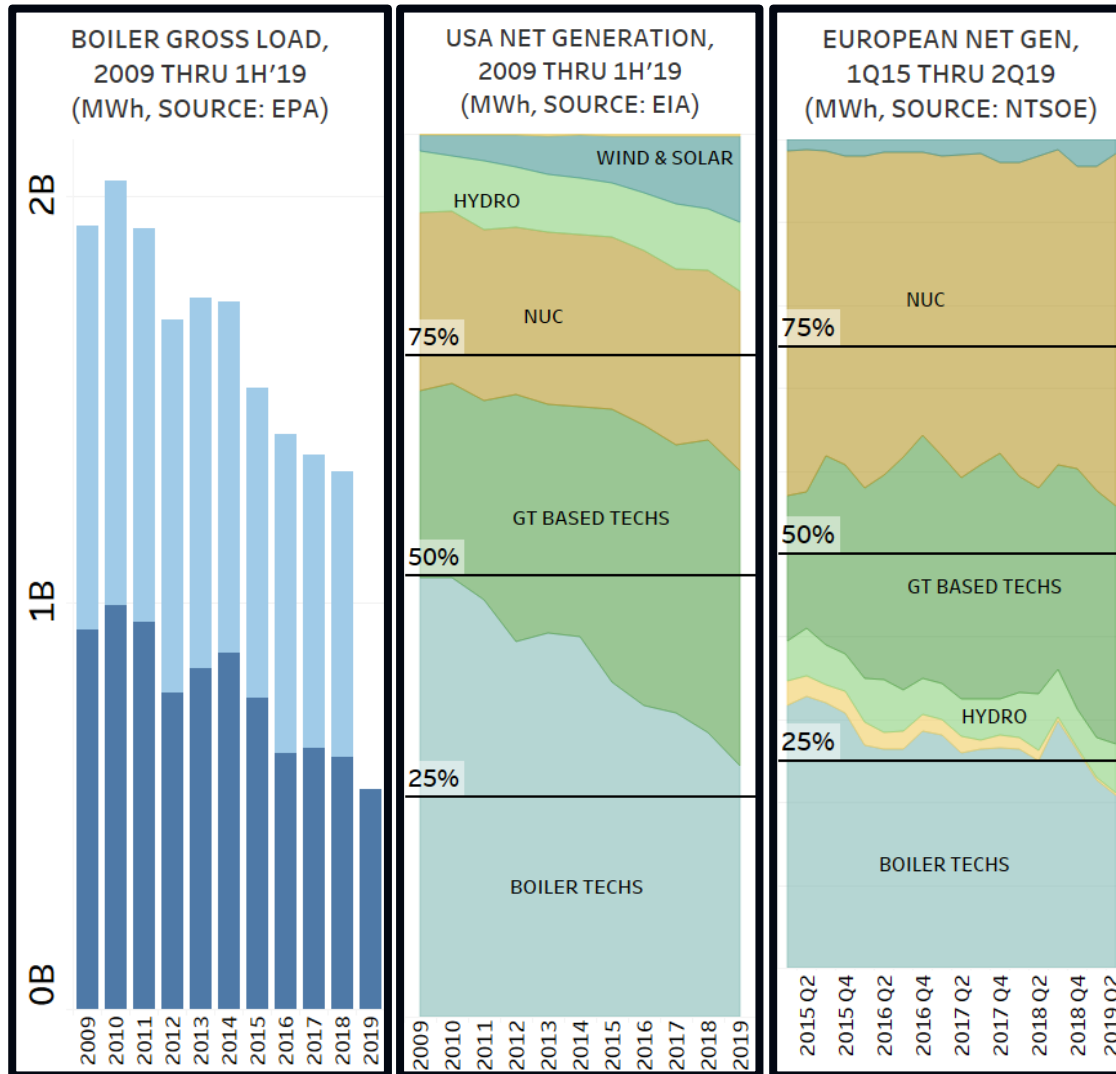 BOILER GROSS LOAD,
2009 THRU 1H’19
(MWh, SOURCE: EPA)
2B
1B
0B
2009
2010
2011
2012
2013
2014
2015
2016
2017
2018
2019
USA NET GENERATION,
2009 THRU 1H’19
(MWh, SOURCE: EIA)
WIND & SOLAR
HYDRO
NUC
75%
GT BASED TECHS
50%
25%
BOILER TECHS
2009
2010
2011
2012
2013
2014
2015
2016
2017
2018
2019
EUROPEAN NET GEN,
1Q15 THRU 2Q19
(MWh, SOURCE: NTSOE)
NUC
75%
50%
GT BASED TECHS
HYDRO
25%
BOILER TECHS
2015 Q2
2015 Q4
2016 Q2
2016 Q4
2017 Q2
2017 Q4
2018 Q2
2018 Q4
2019 Q2